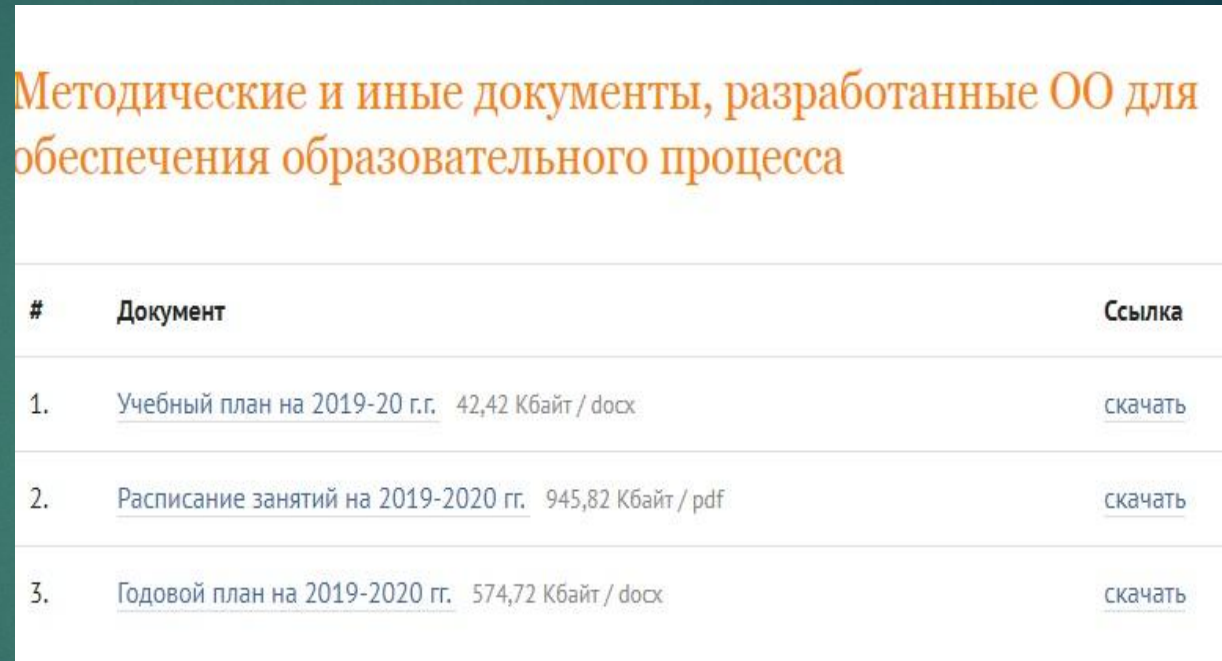 Методические и иные документы, разработанные ОО для
обеспечения образовательного процесса
# Документ Ссылка
1. Учебный план на 2019-20 г.г. 42,42 Кбайт / docx скачать
2. Расписание занятий на 2019-2020 гг. 945,82 Кбайт / pdf скачать
3. Годовой план на 2019-2020 гг. 574,72 Кбайт / docx скачать